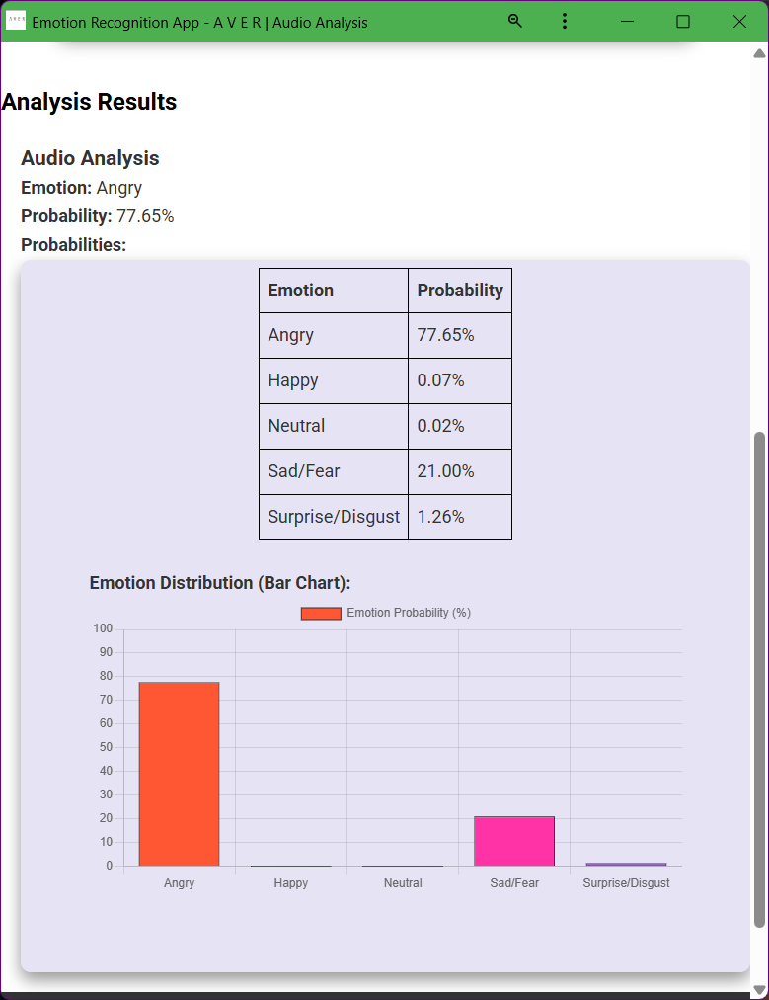 A V E R
Emotion Recognition App - A V E R | Audio Analysis
Analysis Results
Audio Analysis
Emotion: Angry
Probability: 77.65%
Probabilities:
Emotion Probability
Angry 77.65%
Happy 0.07%
Neutral 0.02%
Sad/Fear 21.00%
Surprise/Disgust 1.26%
Emotion Distribution (Bar Chart):
Emotion Probability (%)
100
90
80
70
60
50
40
30
20
10
0
Angry Happy Neutral Sad/Fear Surprise/Disgust